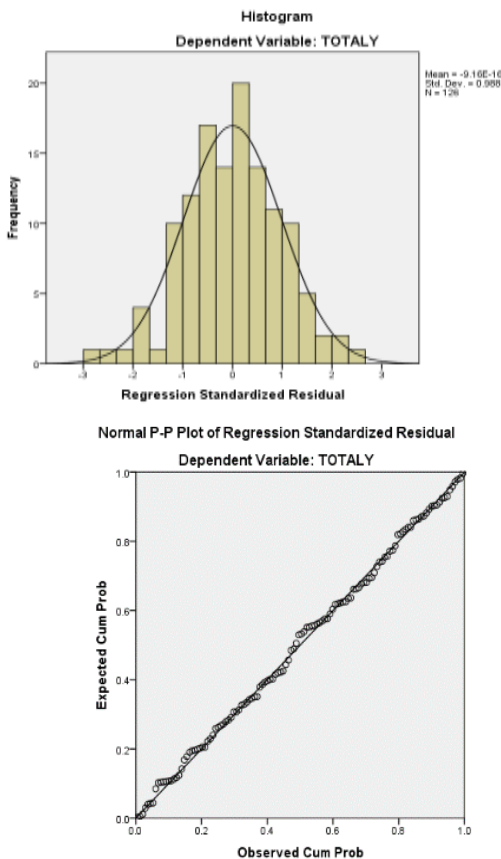 Histogram
Dependent Variable: TOTALY
Mean = -9.16E-16
Std. Dev. = 0.988
N = 126
20
15
10
5
0
Frequency
-3 -2 -1 0 1 2 3
Regression Standardized Residual
Normal P-P Plot of Regression Standardized Residual
Dependent Variable: TOTALY
1.0
0.8
0.6
0.4
0.2
0.0
Expected Cum Prob
0.0 0.2 0.4 0.6 0.8 1.0
Observed Cum Prob